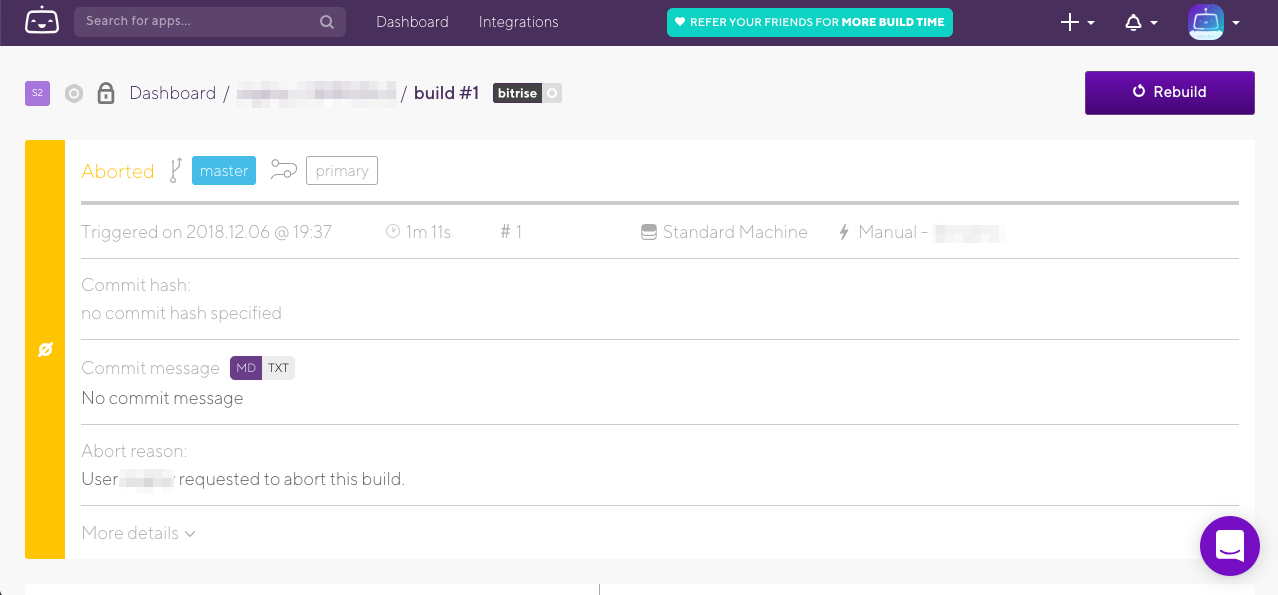 Search for apps...
Dashboard
Integrations
REFER YOUR FRIENDS FOR MORE BUILD TIME
S2
Dashboard / / build #1
bitrise
Rebuild
Aborted
master
primary
Triggered on 2018.12.06 @ 19:37
1m 11s
# 1
Standard Machine
Manual -
Commit hash:
no commit hash specified
Commit message
MD TXT
No commit message
Abort reason:
User requested to abort this build.
More details